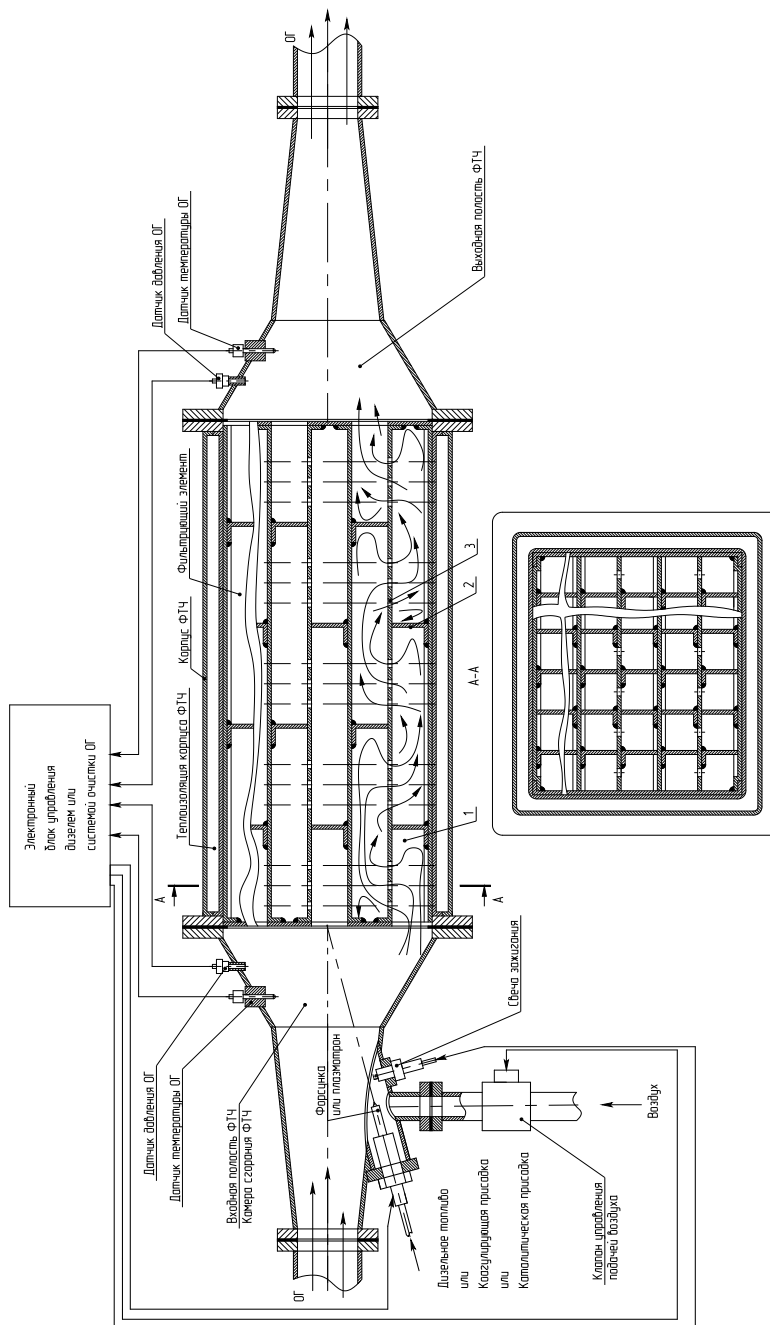 Электронный
блок управления
дизелем или
системой очистки ОГ
ОГ
Датчик давления ОГ
Датчик температуры ОГ
Выходная полость ФТЧ
Теплоизоляция корпуса ФТЧ
Корпус ФТЧ
Фильтрующий элемент
А
А
1
2
3
А-А
Датчик давления ОГ
Датчик температуры ОГ
Входная полость ФТЧ
Камера сгорания ФТЧ
Форсунка
или плазмотрон
Свеча зажигания
Воздух
Клапан управления
подачей воздуха
Дизельное топливо
или
Коагулирующая присадка
или
Каталитическая присадка
ОГ